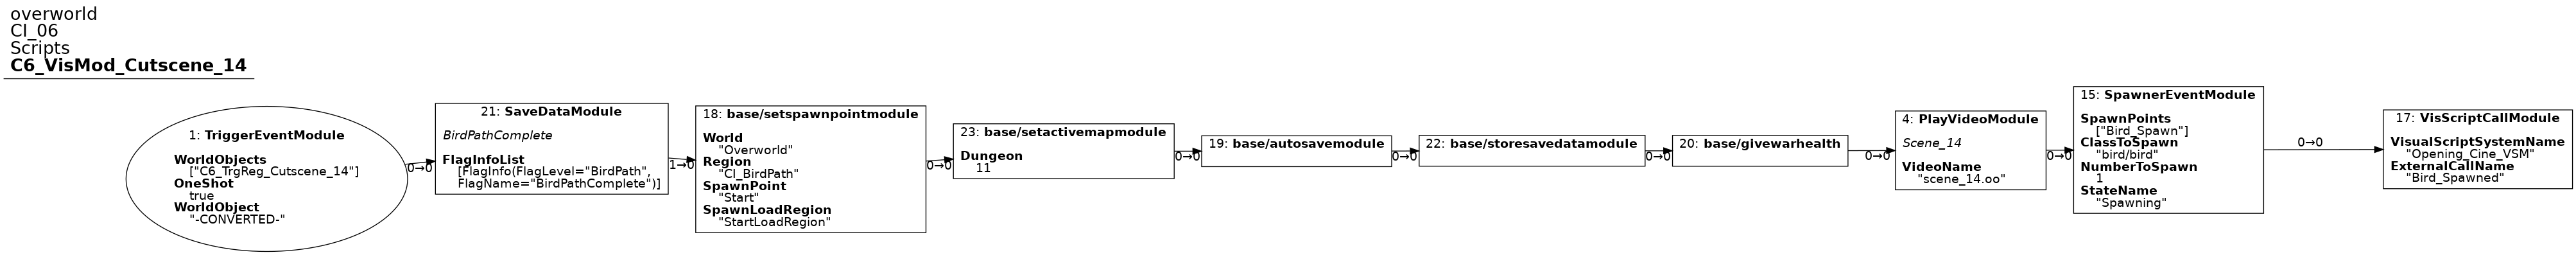 overworld
CI_06
Scripts
C6_VisMod_Cutscene_14
1: TriggerEventModule
WorldObjects
["C6_TrgReg_Cutscene_14"]
OneShot
true
WorldObject
"-CONVERTED-"
0→0
21: SaveDataModule
BirdPathComplete
FlagInfoList
[FlagInfo(FlagLevel="BirdPath",
FlagName="BirdPathComplete")]
1→0
18: base/setspawnpointmodule
World
"Overworld"
Region
"CI_BirdPath"
SpawnPoint
"Start"
SpawnLoadRegion
"StartLoadRegion"
0→0
23: base/setactivemapmodule
Dungeon
11
0→0
19: base/autosavemodule
0→0
22: base/storesavedatamodule
0→0
20: base/givewarhealth
0→0
4: PlayVideoModule
Scene_14
VideoName
"scene_14.oo"
0→0
15: SpawnerEventModule
SpawnPoints
["Bird_Spawn"]
ClassToSpawn
"bird/bird"
NumberToSpawn
1
StateName
"Spawning"
0→0
17: VisScriptCallModule
VisualScriptSystemName
"Opening_Cine_VSM"
ExternalCallName
"Bird_Spawned"